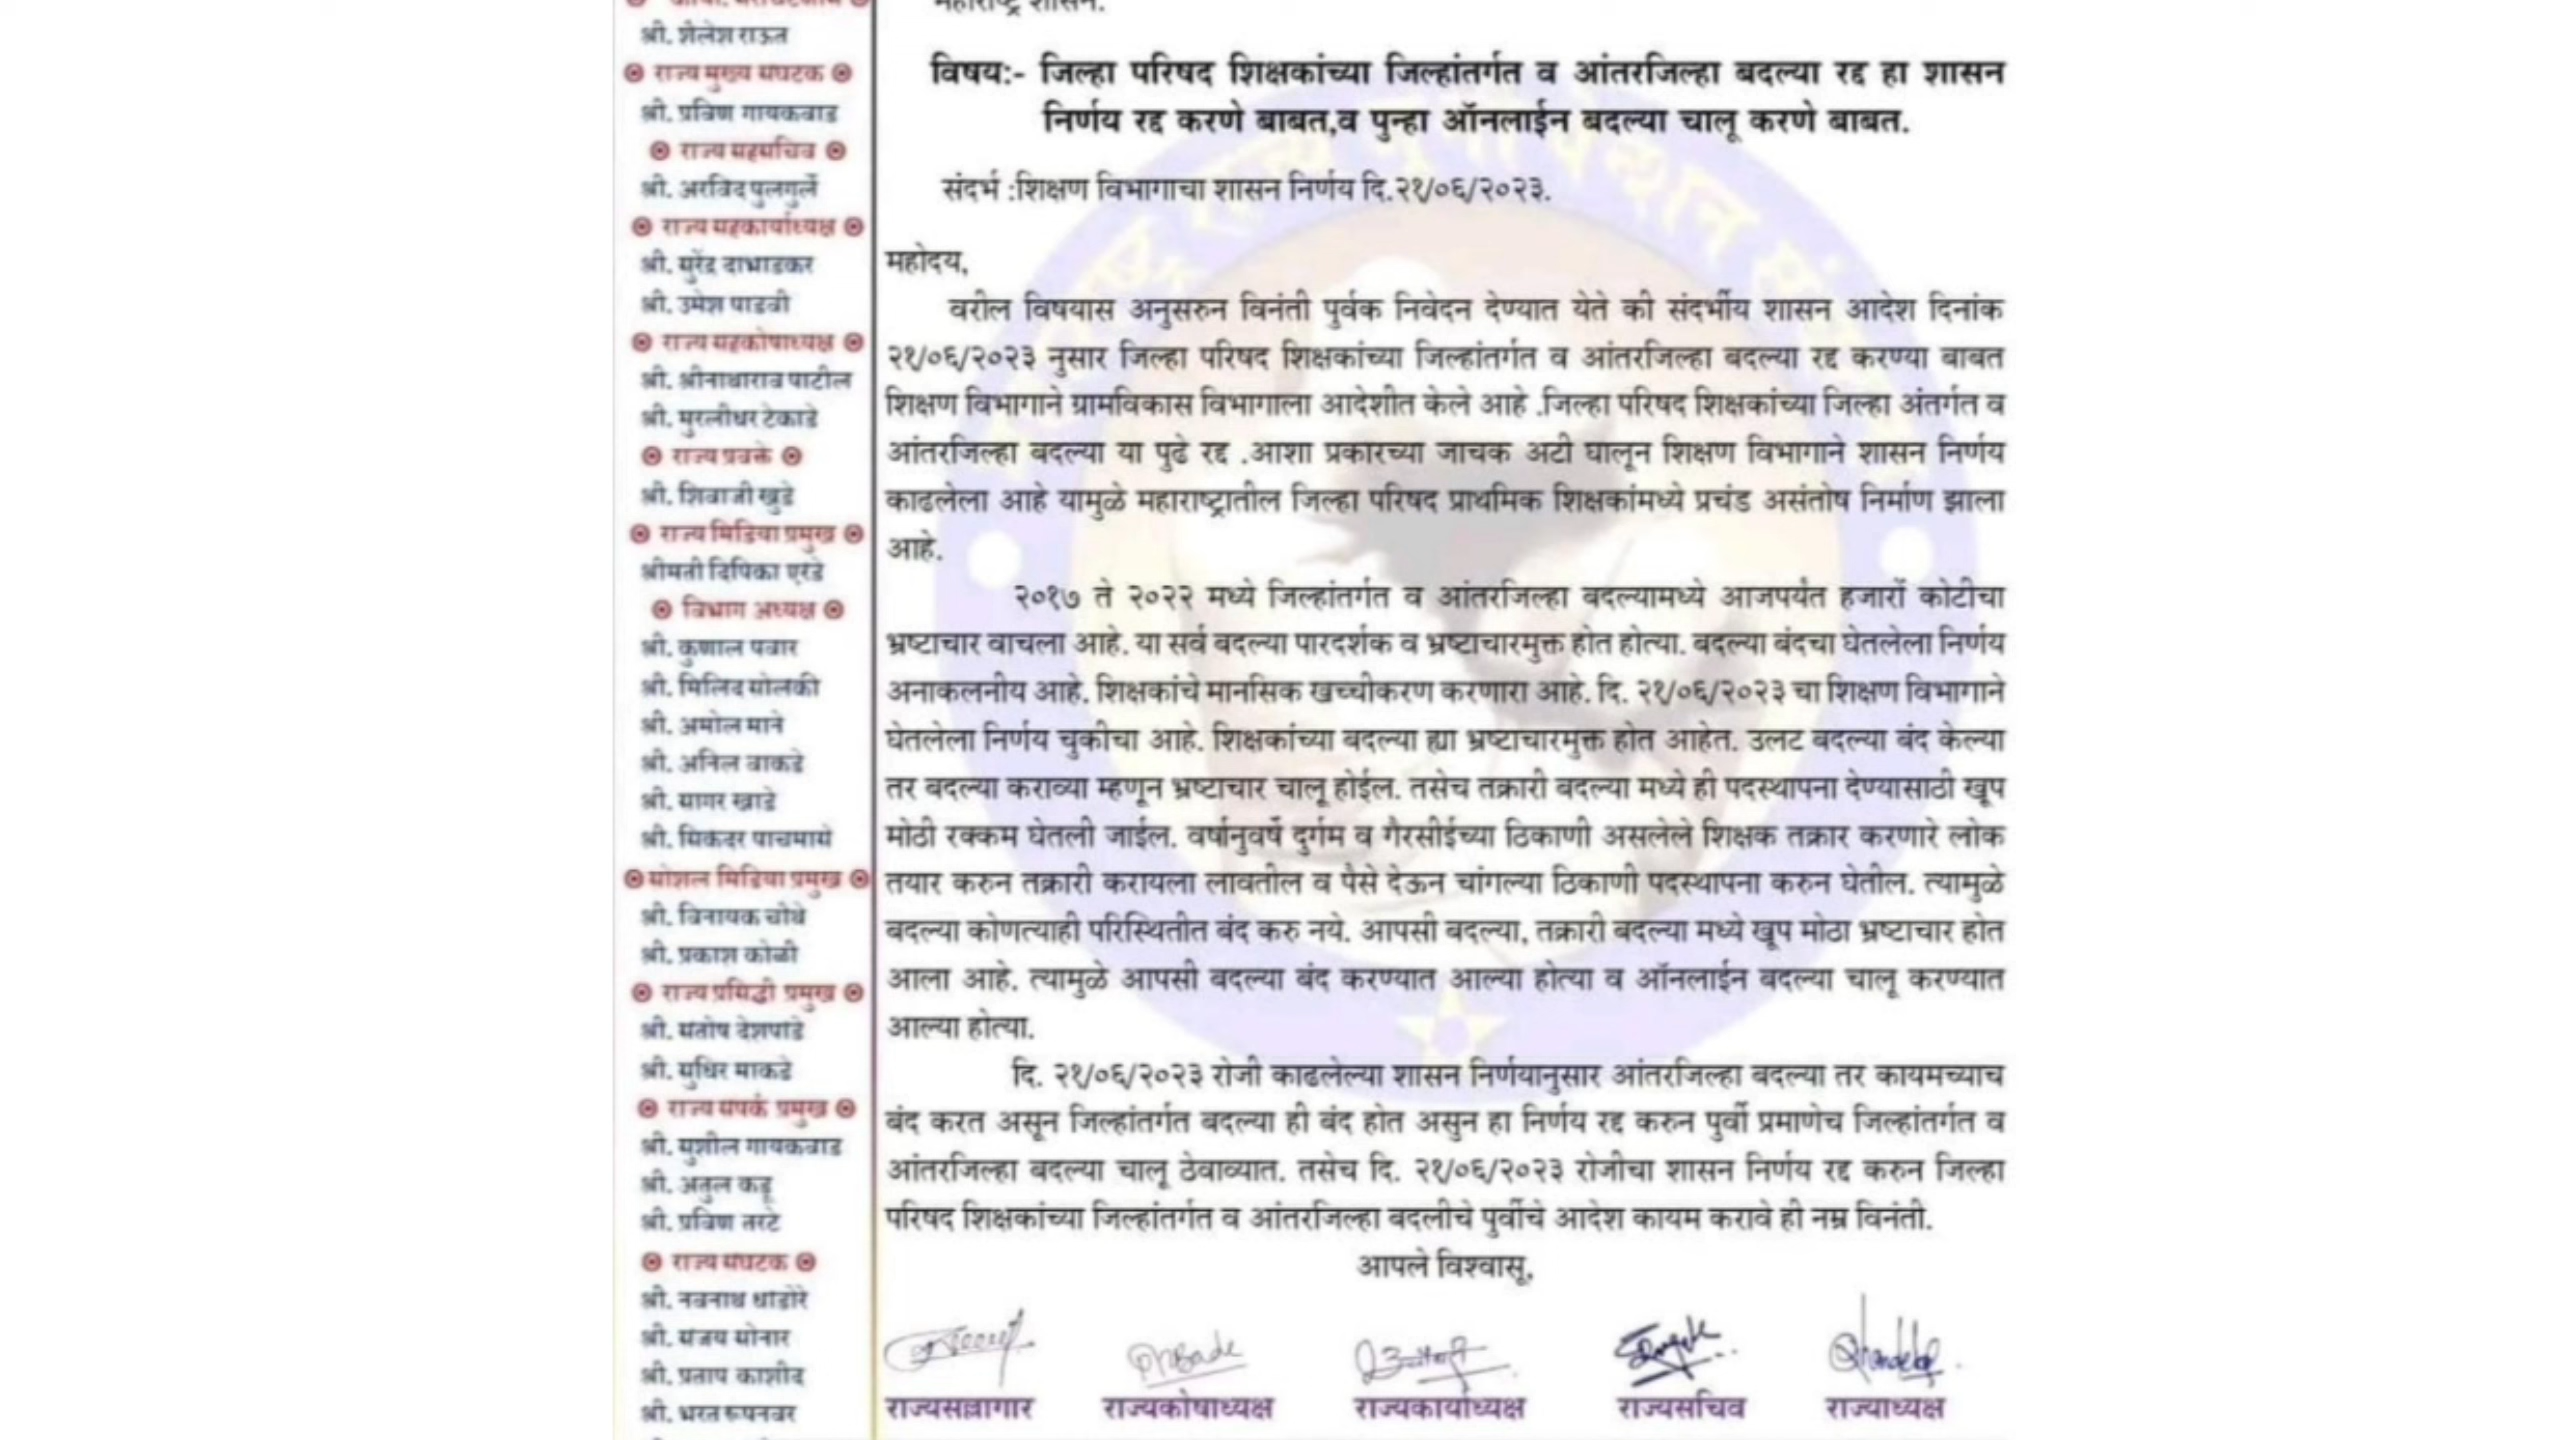 श्री. शैलेश राऊत
राज्य मुख्य संघटक
श्री. प्रविण गायकवाड
राज्य सहसचिव
श्री. अरविंद पुलगुर्ले
राज्य सहकार्याध्यक्ष
श्री. सुरेंद्र दाभाडकर
श्री. उमेश पाडवी
राज्य सहकोषाध्यक्ष
श्री. श्रीनाथराव पाटील
श्री. मुरलीधर टेकाडे
राज्य प्रवक्ते
श्री. शिवाजी खुडे
राज्य मिडिया प्रमुख
श्रीमती दिपिका एरंडे
विभाग अध्यक्ष
श्री. कुणाल पवार
श्री. मिलिंद सोलंकी
श्री. अमोल माने
श्री. अनिल वाकडे
श्री. सागर खाडे
श्री. सिकंदर पाचमासे
सोशल मिडिया प्रमुख
श्री. विनायक चौथे
श्री. प्रकाश कोळी
राज्य प्रसिद्धी प्रमुख
श्री. संतोष देशपांडे
श्री. सुधिर माकडे
राज्य संपर्क प्रमुख
श्री. सुशील गायकवाड
श्री. अतुल कडू
श्री. प्रविण तरटे
राज्य संघटक
श्री. नवनाथ धांडोरे
श्री. संजय सोनार
श्री. प्रताप काशीद
श्री. भरत रूपनवर
महाराष्ट्र शासन.
विषय:- जिल्हा परिषद शिक्षकांच्या जिल्हांतर्गत व आंतरजिल्हा बदल्या रद्द हा शासन
निर्णय रद्द करणे बाबत,व पुन्हा ऑनलाईन बदल्या चालू करणे बाबत.
संदर्भ :शिक्षण विभागाचा शासन निर्णय दि.२१/०६/२०२३.
महोदय,
वरील विषयास अनुसरुन विनंती पुर्वक निवेदन देण्यात येते की संदर्भीय शासन आदेश दिनांक
२१/०६/२०२३ नुसार जिल्हा परिषद शिक्षकांच्या जिल्हांतर्गत व आंतरजिल्हा बदल्या रद्द करण्या बाबत
शिक्षण विभागाने ग्रामविकास विभागाला आदेशीत केले आहे .जिल्हा परिषद शिक्षकांच्या जिल्हा अंतर्गत व
आंतरजिल्हा बदल्या या पुढे रद्द .आशा प्रकारच्या जाचक अटी घालून शिक्षण विभागाने शासन निर्णय
काढलेला आहे यामुळे महाराष्ट्रातील जिल्हा परिषद प्राथमिक शिक्षकांमध्ये प्रचंड असंतोष निर्माण झाला
आहे.
२०१७ ते २०२२ मध्ये जिल्हांतर्गत व आंतरजिल्हा बदल्यामध्ये आजपर्यंत हजारों कोटीचा
भ्रष्टाचार वाचला आहे. या सर्व बदल्या पारदर्शक व भ्रष्टाचारमुक्त होत होत्या. बदल्या बंदचा घेतलेला निर्णय
अनाकलनीय आहे. शिक्षकांचे मानसिक खच्चीकरण करणारा आहे. दि. २१/०६/२०२३ चा शिक्षण विभागाने
घेतलेला निर्णय चुकीचा आहे. शिक्षकांच्या बदल्या ह्या भ्रष्टाचारमुक्त होत आहेत. उलट बदल्या बंद केल्या
तर बदल्या कराव्या म्हणून भ्रष्टाचार चालू होईल. तसेच तक्रारी बदल्या मध्ये ही पदस्थापना देण्यासाठी खूप
मोठी रक्कम घेतली जाईल. वर्षानुवर्षे दुर्गम व गैरसीईच्या ठिकाणी असलेले शिक्षक तक्रार करणारे लोक
तयार करुन तक्रारी करायला लावतील व पैसे देऊन चांगल्या ठिकाणी पदस्थापना करुन घेतील. त्यामुळे
बदल्या कोणत्याही परिस्थितीत बंद करु नये. आपसी बदल्या, तक्रारी बदल्या मध्ये खूप मोठा भ्रष्टाचार होत
आला आहे. त्यामुळे आपसी बदल्या बंद करण्यात आल्या होत्या व ऑनलाईन बदल्या चालू करण्यात
आल्या होत्या.
दि. २१/०६/२०२३ रोजी काढलेल्या शासन निर्णयानुसार आंतरजिल्हा बदल्या तर कायमच्याच
बंद करत असून जिल्हांतर्गत बदल्या ही बंद होत असुन हा निर्णय रद्द करुन पुर्वी प्रमाणेच जिल्हांतर्गत व
आंतरजिल्हा बदल्या चालू ठेवाव्यात. तसेच दि. २१/०६/२०२३ रोजीचा शासन निर्णय रद्द करुन जिल्हा
परिषद शिक्षकांच्या जिल्हांतर्गत व आंतरजिल्हा बदलीचे पुर्वीचे आदेश कायम करावे ही नम्र विनंती.
आपले विश्वासू,
राज्यसल्लागार राज्यकोषाध्यक्ष राज्यकार्याध्यक्ष राज्यसचिव राज्याध्यक्ष